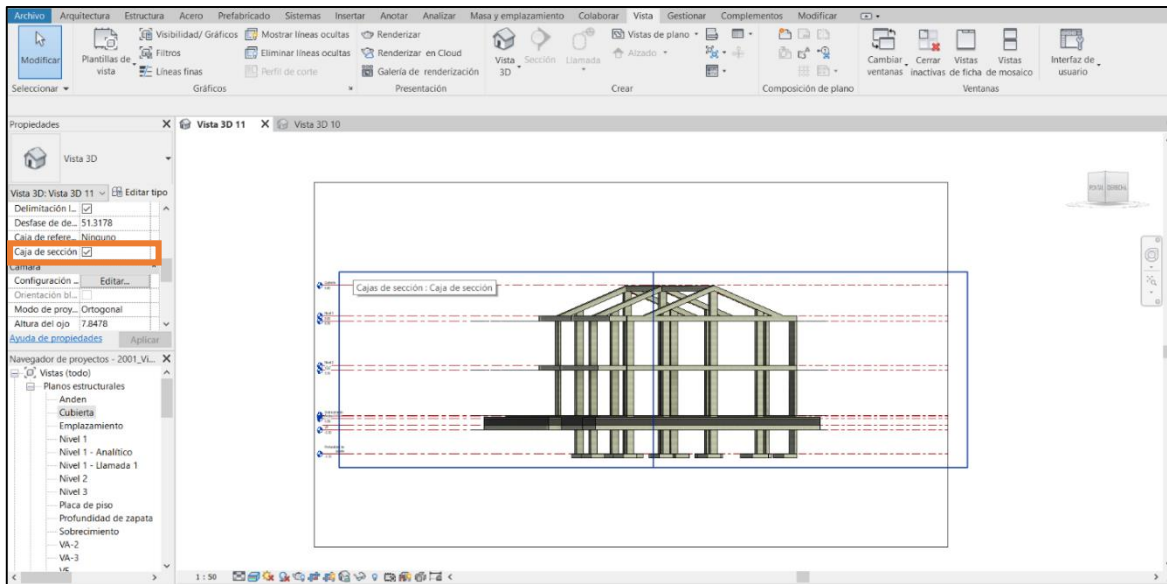 Archivo Arquitectura Estructura Acero Prefabricado Sistemas Insertar Anotar Analizar Masa y emplazamiento Colaborar Vista Gestionar Complementos Modificar
Modificar
Plantillas de vista
Visibilidad/ Gráficos
Filtros
Líneas finas
Mostrar líneas ocultas
Eliminar líneas ocultas
Perfil de corte
Renderizar
Renderizar en Cloud
Galería de renderización
Vista 3D
Sección
Llamada
Vistas de plano
Alzado
Cambiar ventanas
Cerrar inactivas
Vistas de ficha
Vistas de mosaico
Interfaz de usuario
Seleccionar Gráficos Presentación Crear Composición de plano Ventanas
Propiedades
Vista 3D 11 Vista 3D 10
Vista 3D
Vista 3D: Vista 3D 11 Editar tipo
Delimitación l...
Desfase de de... 51.3178
Caja de refere... Ninguno
Caja de sección
Cámara
Configuración ... Editar...
Orientación bl...
Modo de proy... Ortogonal
Altura del ojo 7.8478
Ayuda de propiedades Aplicar
Navegador de proyectos - 2001_Vi...
Vistas (todo)
Planos estructurales
Anden
Cubierta
Emplazamiento
Nivel 1
Nivel 1 - Analítico
Nivel 1 - Llamada 1
Nivel 2
Nivel 3
Placa de piso
Profundidad de zapata
Sobrecimiento
VA-2
VA-3
Cajas de sección : Caja de sección
1 : 50